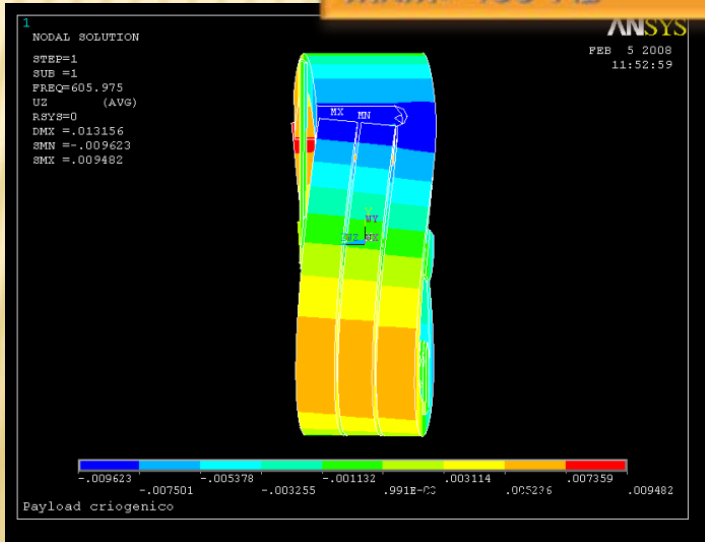 1
NODAL SOLUTION
STEP=1
SUB =1
FREQ=605.975
UZ (AVG)
RSYS=0
DMX =.013156
SMN =-.009623
SMX =.009482
ANSYS
FEB 5 2008
11:52:59
MX MN
WY
-.009623 -.005378 -.001132 .003114 .007359
-.007501 -.003255 .005236 .009482
Payload criogenico